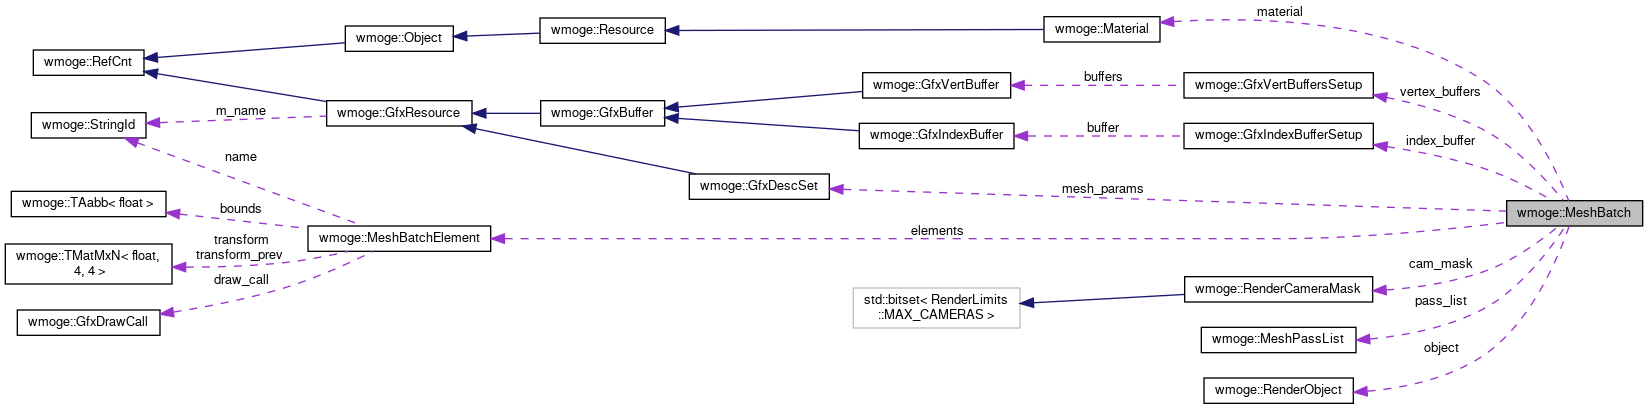 material
wmoge::Material
wmoge::Resource
wmoge::Object
wmoge::RefCnt
buffers
wmoge::GfxVertBuffer
wmoge::GfxVertBuffersSetup
vertex_buffers
m_name
wmoge::GfxResource
wmoge::GfxBuffer
wmoge::StringId
buffer
wmoge::GfxIndexBuffer
wmoge::GfxIndexBufferSetup
index_buffer
name
wmoge::GfxDescSet
mesh_params
wmoge::TAabb< float >
bounds
wmoge::MeshBatch
elements
wmoge::MeshBatchElement
transform
transform_prev
wmoge::TMatMxN< float,
4, 4 >
cam_mask
draw_call
wmoge::RenderCameraMask
std::bitset< RenderLimits
::MAX_CAMERAS >
pass_list
wmoge::GfxDrawCall
wmoge::MeshPassList
object
wmoge::RenderObject